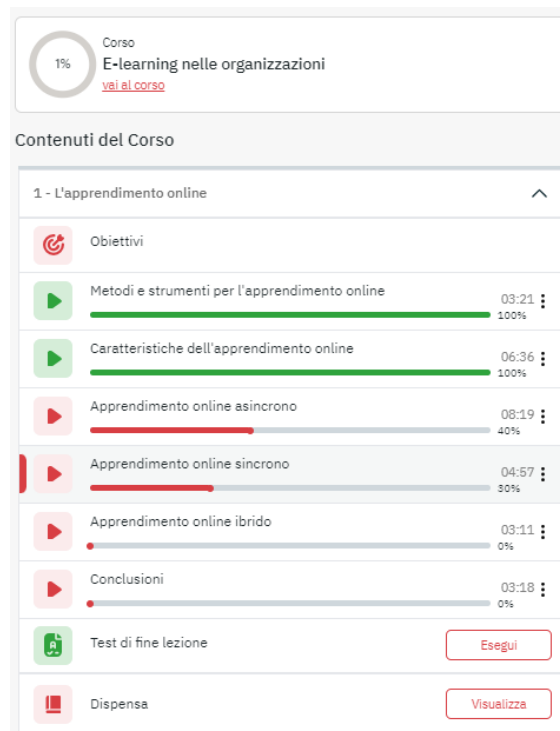 Corso
1%
E-learning nelle organizzazioni
vai al corso
Contenuti del Corso
1 - L'apprendimento online
Obiettivi
Metodi e strumenti per l'apprendimento online
03:21
100%
Caratteristiche dell'apprendimento online
06:36
100%
Apprendimento online asincrono
08:19
40%
Apprendimento online sincrono
04:57
30%
Apprendimento online ibrido
03:11
0%
Conclusioni
03:18
0%
Test di fine lezione
Esegui
Dispensa
Visualizza